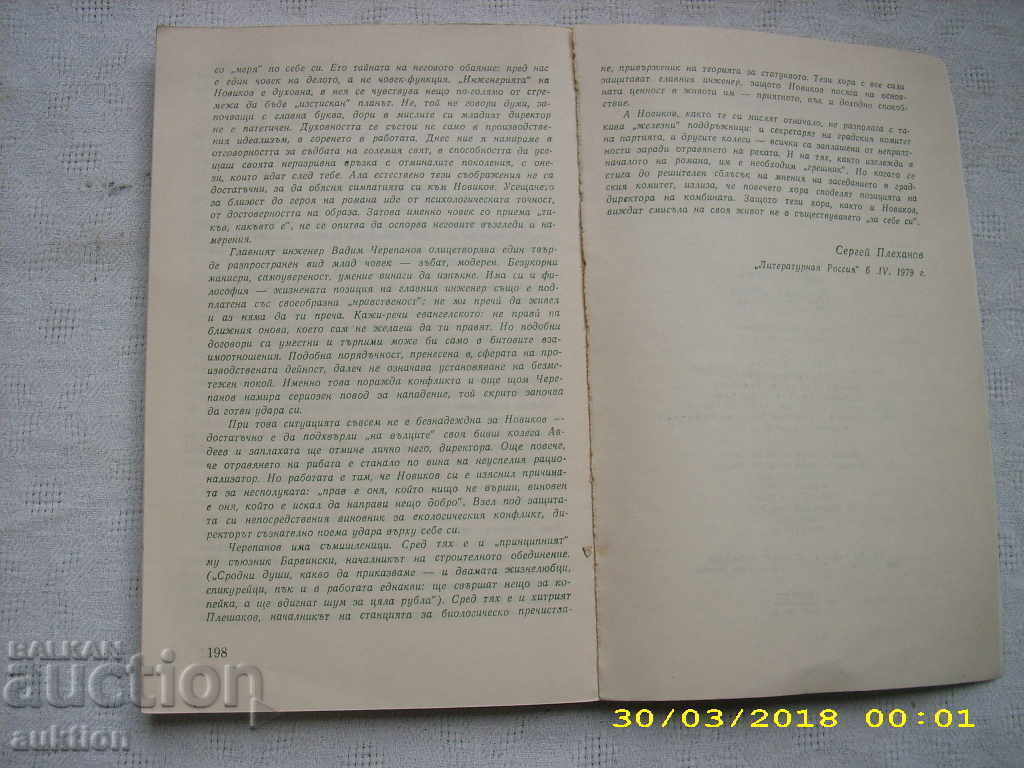 со „меря" по себе си. Ето тайната на неговото обаяние: пред нас
е един човек на делото, а не човек-функция. „Инженерията" на
Новиков е духовна, в нея се чувствува нещо по-голямо от стре-
межа да бъде „изстискан" планът. Не, той не говори думи, за-
почващи с главна буква, дори в мислите си младият директор
не е патетичен. Духовността се състои не само в производстве-
ния идеализъм, в горенето в работата. Днес ние я намираме в
отговорността за съдбата на големия свят, в способността да усе-
щаш своята неразривна връзка с отминалите поколения, с оне-
зи, които идат след тебе. Ала естествено тези съображения не са
достатъчни, за да обясня симпатията си към Новиков. Усещането
за близост до героя на романа иде от психологическата точност,
от достоверността на образа. Затова именно човек го приема „та-
къв, какъвто е", не се опитва да оспорва неговите възгледи и на-
мерения.
Главният инженер Вадим Черепанов олицетворява един твър-
де разпространен вид млад човек — зъбат, модерен. Безукорни
маниери, самоувереност, умение винаги да изпъкне. Има си и фи-
лософия — жизнената позиция на главния инженер също е под-
платена със своеобразна „нравственост": не ми пречи да живея
и аз няма да ти преча. Кажи-речи евангелското: не прави на
ближния онова, което сам не желаеш да ти правят. Но подобни
договори са уместни и търпими може би само в битовите вза-
имоотношения. Подобна порядъчност, пренесена в сферата на про-
изводствената дейност, далеч не означава установяване на безме-
тежен покой. Именно това поражда конфликта и още щом Чере-
панов намира сериозен повод за нападение, той скрито започва
да готви удара си.
При това ситуацията съвсем не е безнадеждна за Новиков —
достатъчно е да подхвърли „на вълците" своя бивш колега Ав-
деев и заплахата ще отмине лично него, директора. Още повече,
че отравянето на рибата е станало по вина на неуспелия рацио-
нализатор. Но работата е там, че Новиков си е изяснил причина-
та за несполуката: „прав е оня, който нищо не върши, виновен
е оня, който е искал да направи нещо добро". Взел под защита-
та си непосредствения виновник за екологическия конфликт, ди-
ректорът съзнателно поема удара върху себе си.
Черепанов има съмишленици. Сред тях е и „принципният"
му съюзник Барвински, началникът на строителното обединение.
(„Сродни души, какво да приказваме — и двамата жизнелюбци,
епикурейци, пък и в работата еднакви: ще свършат нещо за ко-
пейка, а ще вдигнат шум за цяла рубла"). Сред тях е и хитрият
Плешаков, началникът на станцията за биологическо пречиства-
198
не, привърженик на теорията за статуквото. Тези хора с все сили
защитават главния инженер, защото Новиков посяга на основ-
ната ценност в живота им — приятното, пък и доходно спокой-
ствие.
А Новиков, както те си мислят отначало, не разполага с та-
кива „железни" поддръжници: и секретарят на градския комитет
на партията, и другите колеги — всички са заплашени от неприят-
ности заради отравянето на реката. И на тях, както изглежда в
началото на романа, им е необходим „грешник". Но когато се
стига до решителен сблъсък на мнения на заседанието в град-
ския комитет, излиза, че повечето хора споделят позицията на
директора на комбината. Защото тези хора, както и Новиков,
виждат смисъла на своя живот не в съществуването „за себе си".
Сергей Плеханов
„Литературная Россия" 6 .IV. 1979 г.
BALKAN
auction
auktion
30/03/2018 00:01